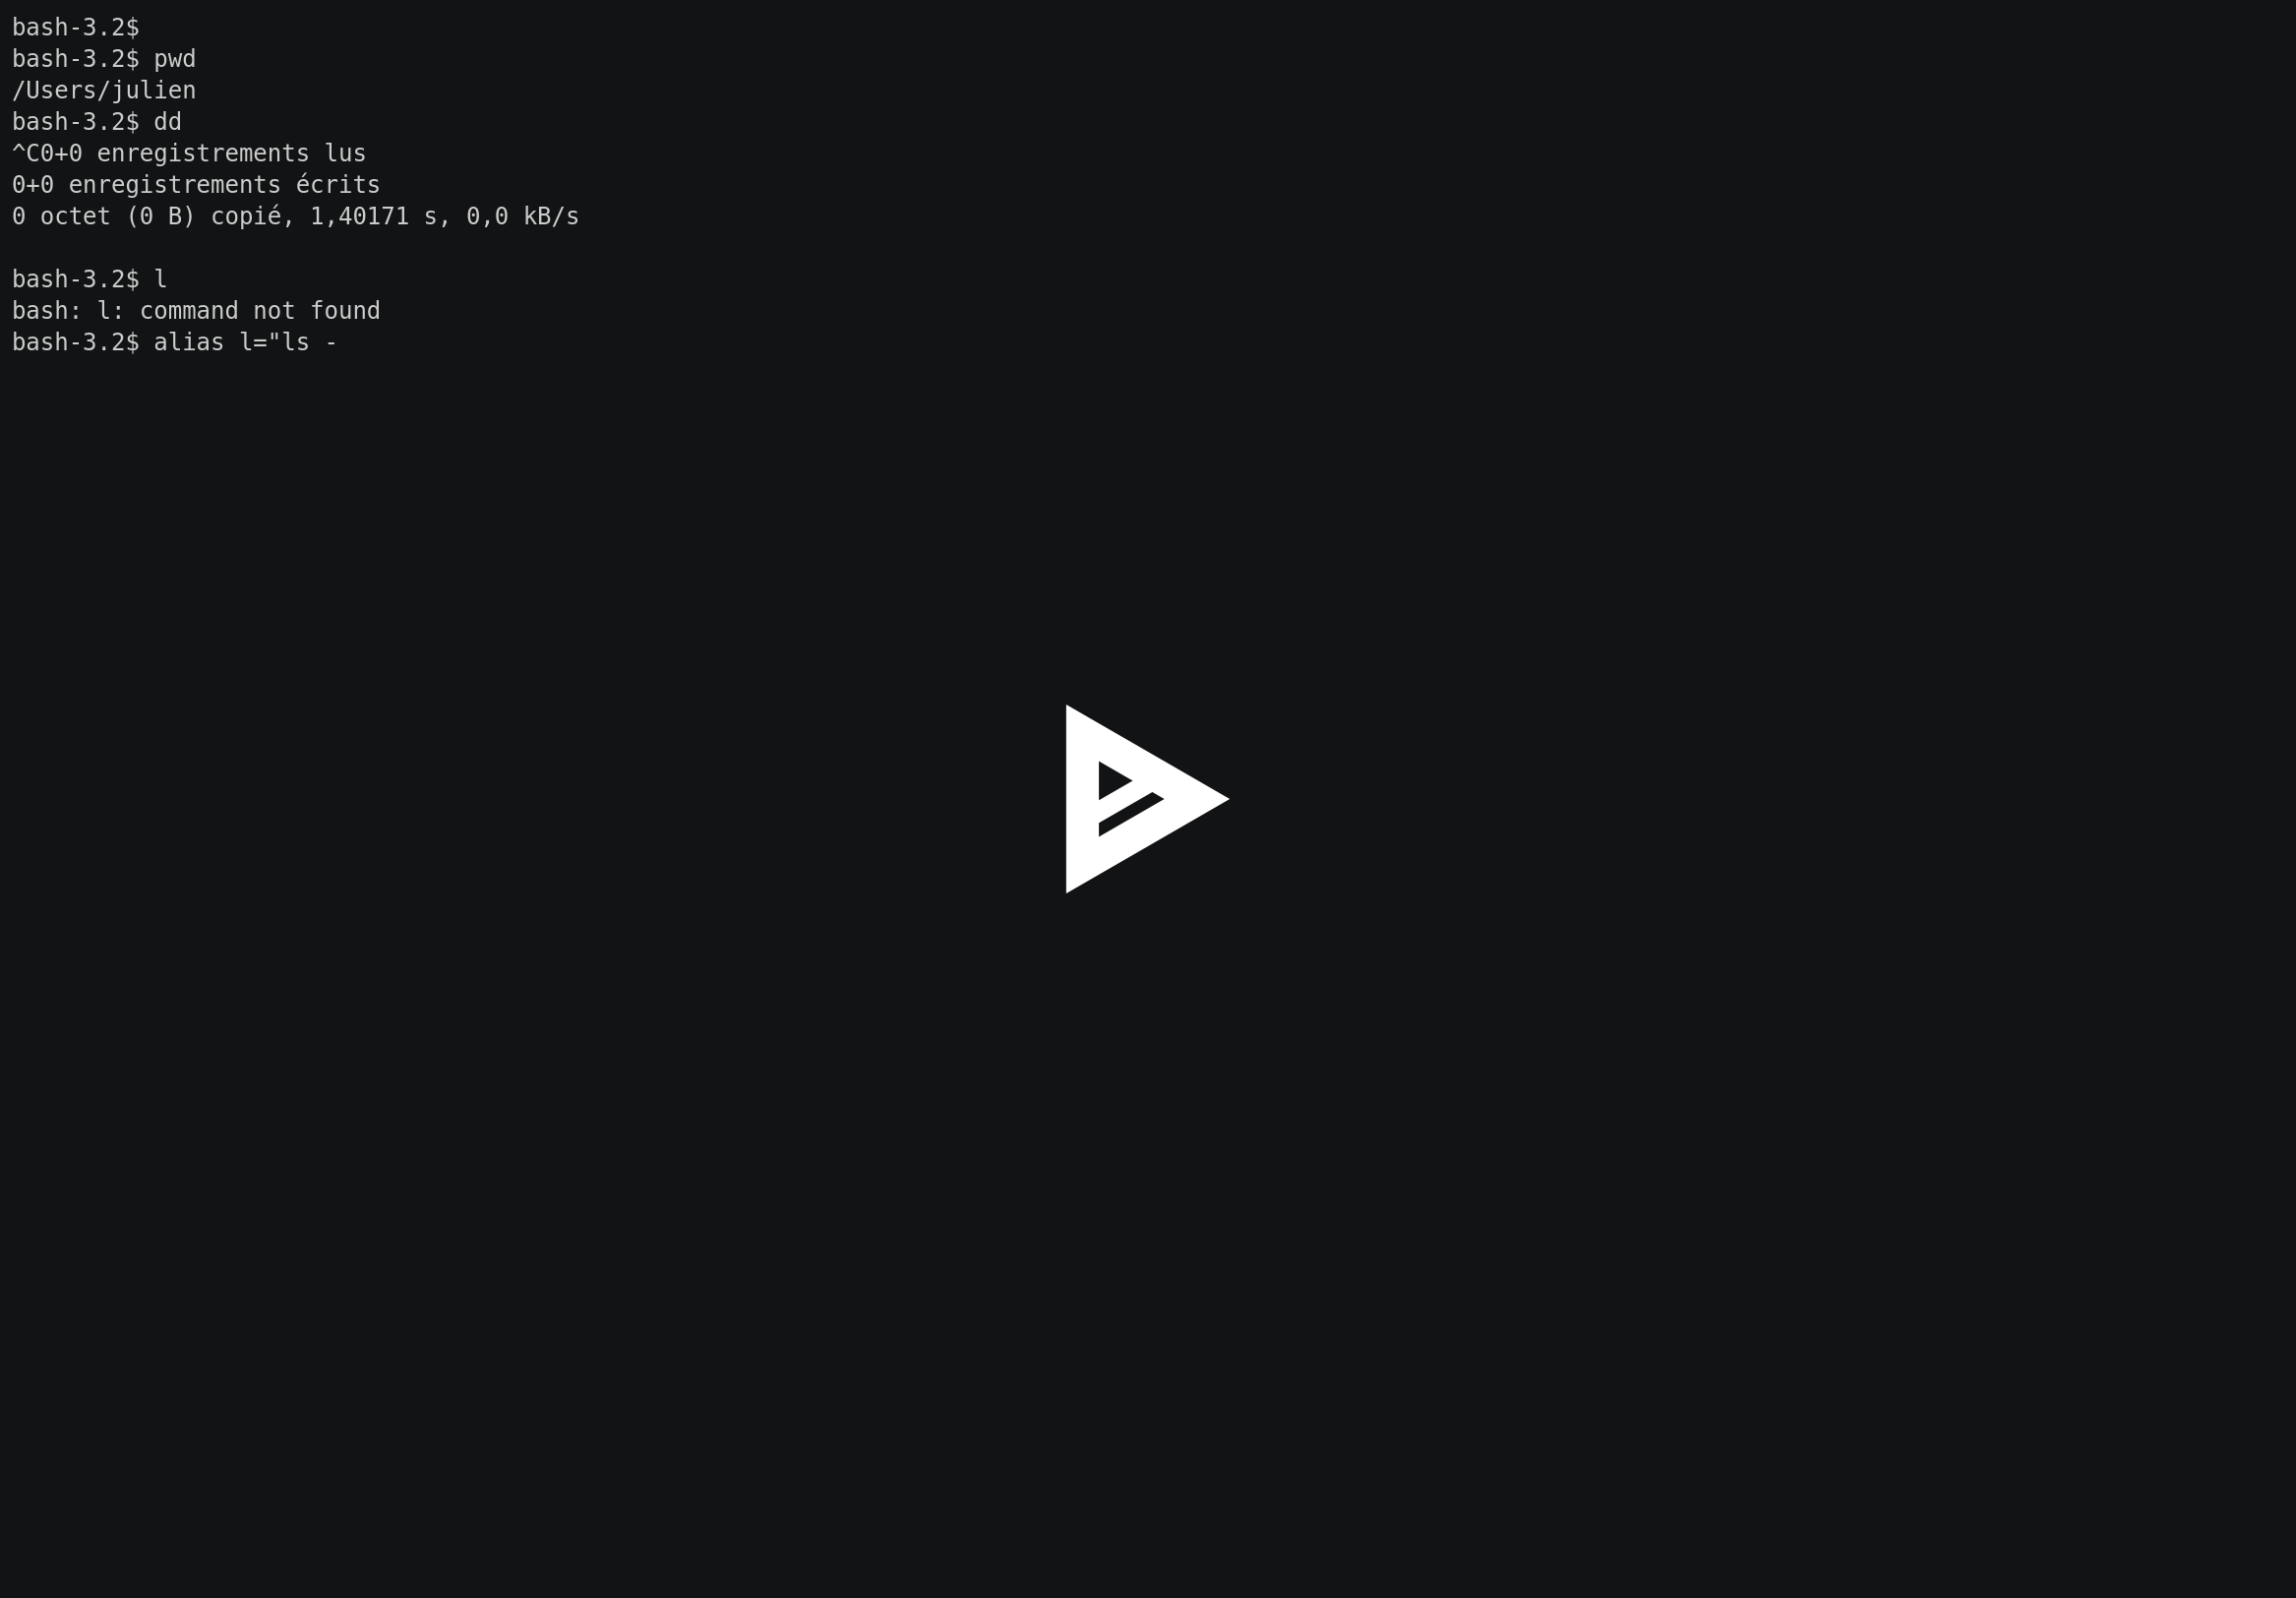 bash-3.2$
bash-3.2$ pwd
/Users/julien
bash-3.2$ dd
^C0+0 enregistrements lus
0+0 enregistrements écrits
0 octet (0 B) copié, 1,40171 s, 0,0 kB/s
bash-3.2$ l
bash: l: command not found
bash-3.2$ alias l="ls -